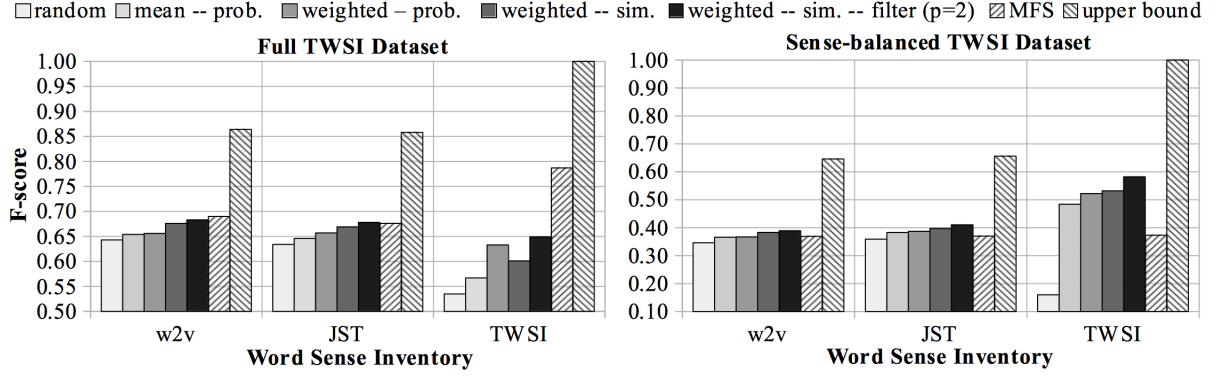 random mean -- prob. weighted – prob. weighted -- sim. weighted -- sim. -- filter (p=2) MFS upper bound
Full TWSI Dataset
1.00
0.95
0.90
0.85
0.80
0.75
0.70
0.65
0.60
0.55
0.50
F-score
w2v JST TWSI
Word Sense Inventory
Sense-balanced TWSI Dataset
1.00
0.90
0.80
0.70
0.60
0.50
0.40
0.30
0.20
0.10
w2v JST TWSI
Word Sense Inventory